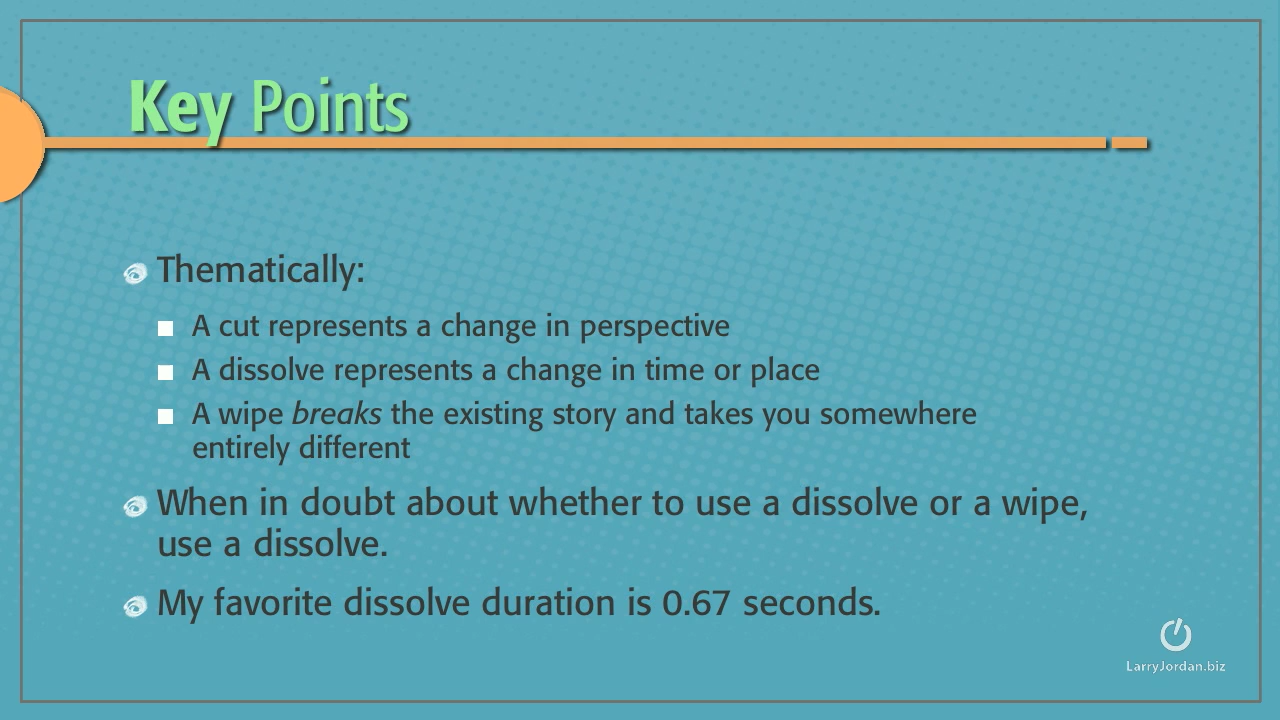 Key Points
Thematically:
A cut represents a change in perspective
A dissolve represents a change in time or place
A wipe breaks the existing story and takes you somewhere
entirely different
When in doubt about whether to use a dissolve or a wipe,
use a dissolve.
My favorite dissolve duration is 0.67 seconds.
LarryJordan.biz